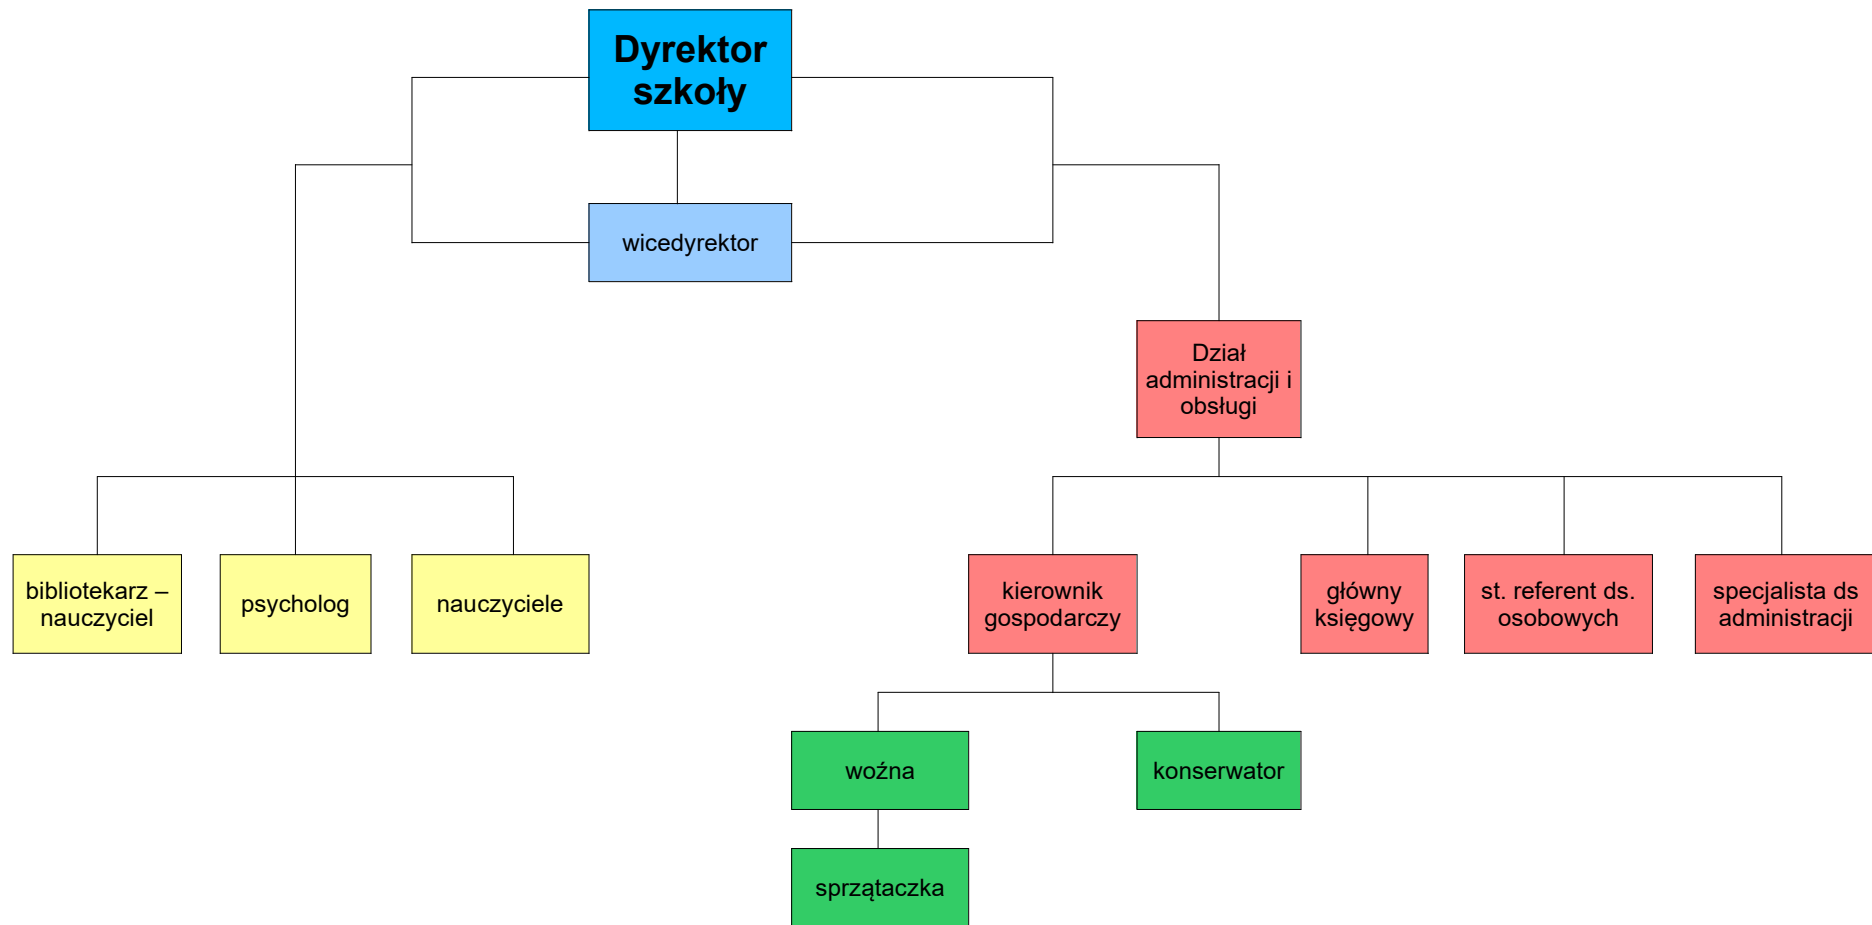 Dyrektor
szkoły
wicedyrektor
Dział
administracji i
obsługi
bibliotekarz –
nauczyciel
psycholog
nauczyciele
kierownik
gospodarczy
główny
księgowy
st. referent ds.
osobowych
specjalista ds
administracji
woźna
konserwator
sprzątaczka